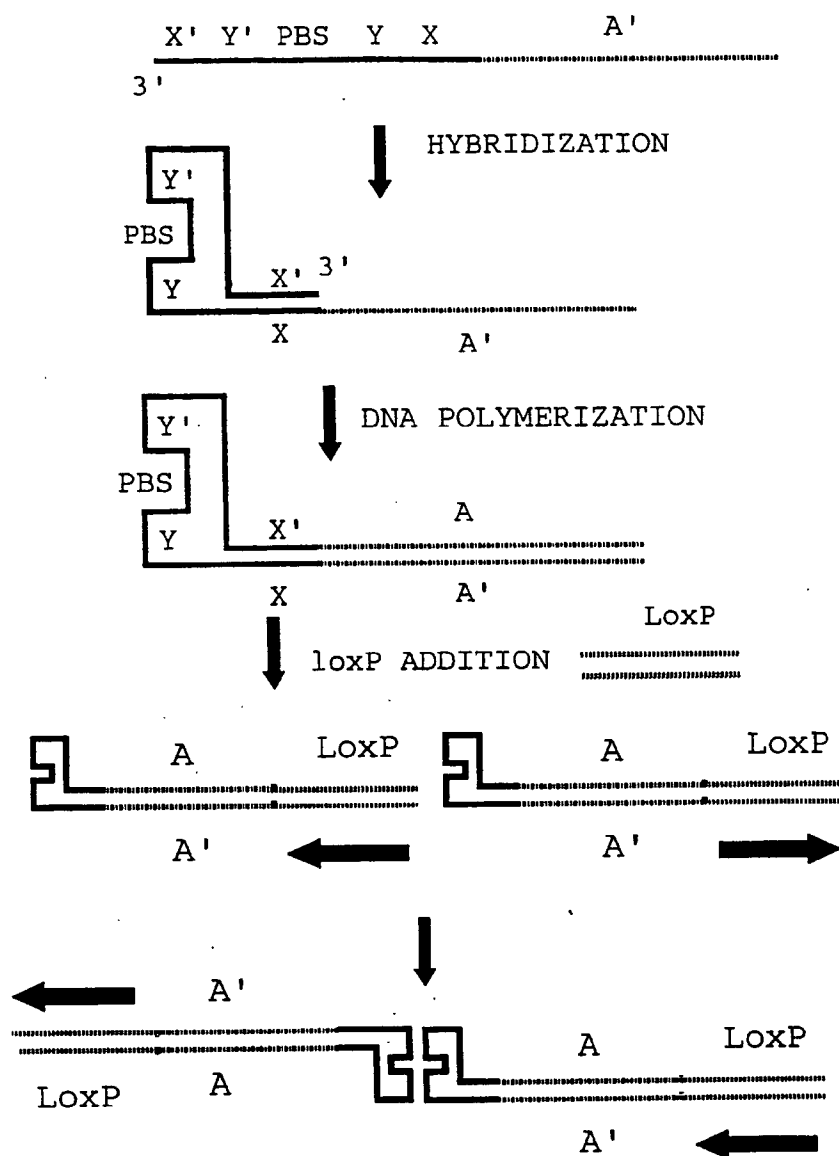 X' Y' PBS Y X A'
3'
HYBRIDIZATION
Y'
PBS
Y X' 3'
X A'
DNA POLYMERIZATION
Y'
PBS
A
Y X'
X A'
LoxP
loxP ADDITION
A LoxP A LoxP
A' A'
A'
A LoxP
LoxP A
A'